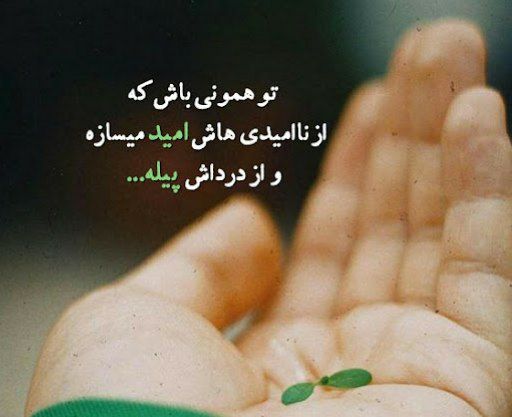 تو همونی باش که
از ناامیدی هاش امید میسازه
و از درداش پیله...